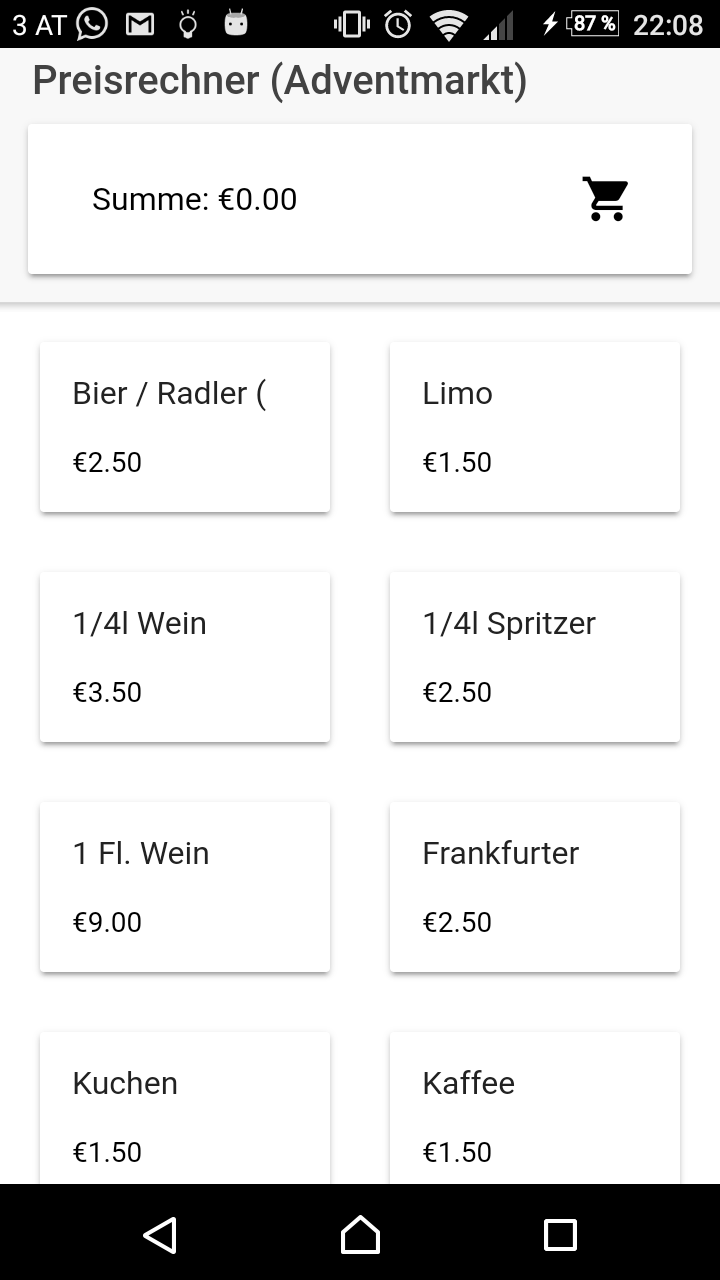 3 AT 87 % 22:08
Preisrechner (Adventmarkt)
Summe: €0.00
Bier / Radler (
€2.50
Limo
€1.50
1/4l Wein
€3.50
1/4l Spritzer
€2.50
1 Fl. Wein
€9.00
Frankfurter
€2.50
Kuchen
€1.50
Kaffee
€1.50